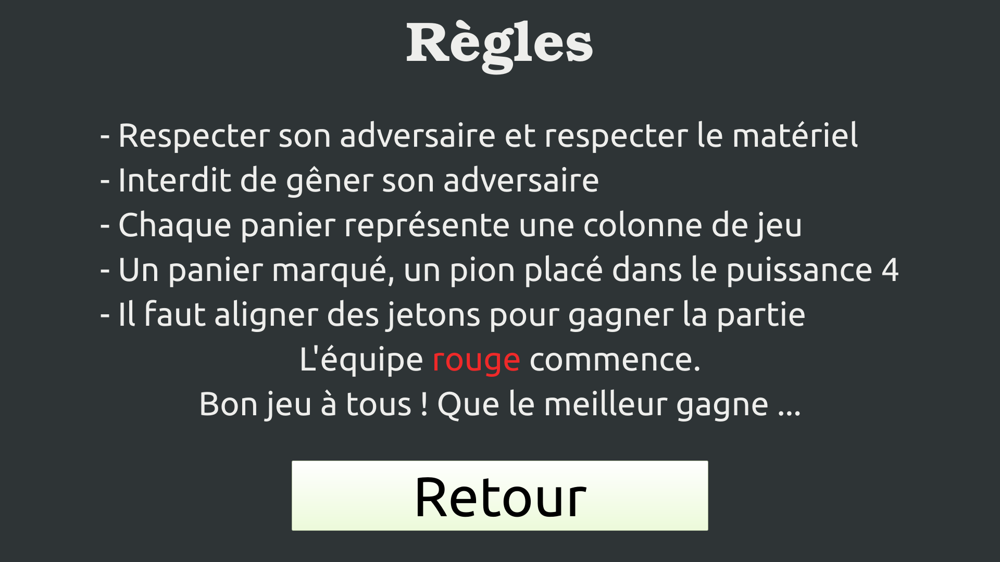 Règles
- Respecter son adversaire et respecter le matériel
- Interdit de gêner son adversaire
- Chaque panier représente une colonne de jeu
- Un panier marqué, un pion placé dans le puissance 4
- Il faut aligner des jetons pour gagner la partie
L'équipe rouge commence.
Bon jeu à tous ! Que le meilleur gagne ...
Retour